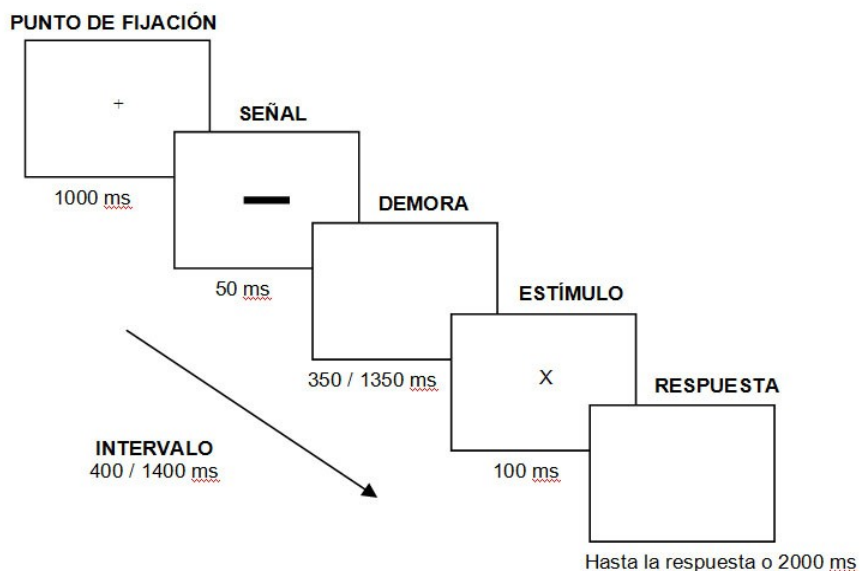 PUNTO DE FIJACIÓN
+
1000 ms
SEÑAL
50 ms
DEMORA
350 / 1350 ms
ESTÍMULO
X
100 ms
RESPUESTA
Hasta la respuesta o 2000 ms
INTERVALO
400 / 1400 ms